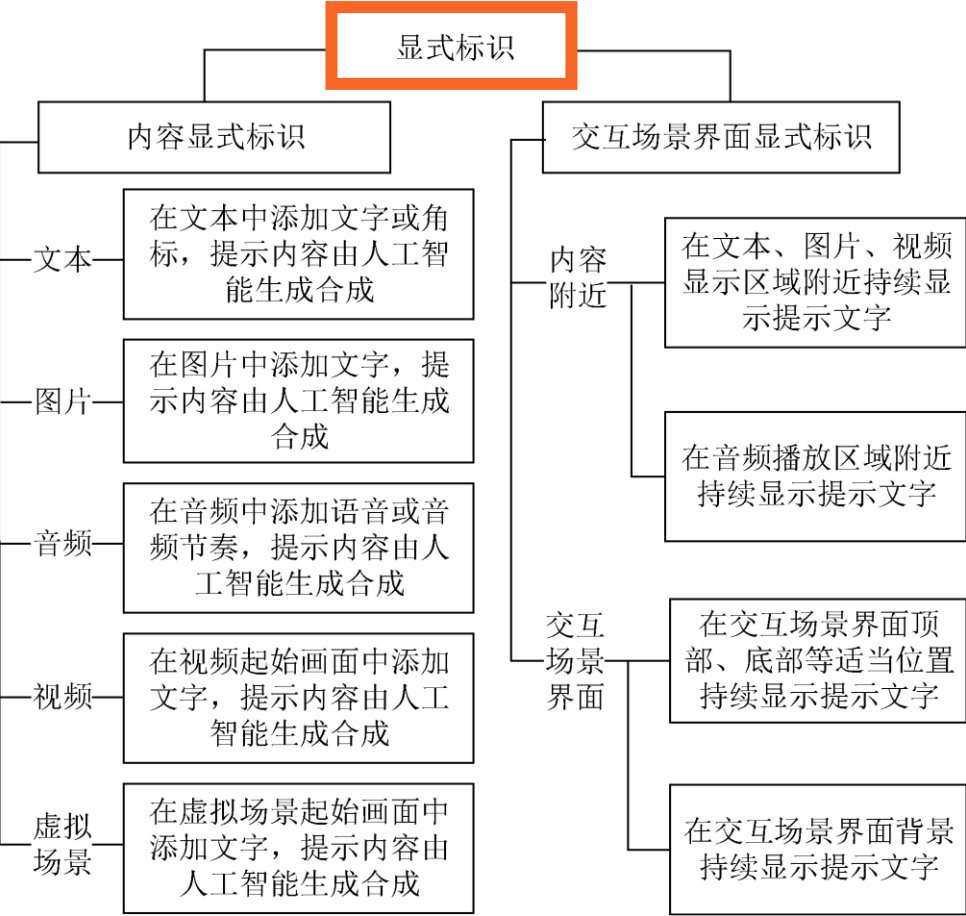 显式标识
内容显式标识
文本
在文本中添加文字或角
标，提示内容由人工智
能生成合成
图片
在图片中添加文字，提
示内容由人工智能生成
合成
音频
在音频中添加语音或音
频节奏，提示内容由人
工智能生成合成
视频
在视频起始画面中添加
文字，提示内容由人工
智能生成合成
虚拟
场景
在虚拟场景起始画面中
添加文字，提示内容由
人工智能生成合成
交互场景界面显式标识
内容
附近
在文本、图片、视频
显示区域附近持续显
示提示文字
在音频播放区域附近
持续显示提示文字
交互
场景
界面
在交互场景界面顶
部、底部等适当位置
持续显示提示文字
在交互场景界面背景
持续显示提示文字